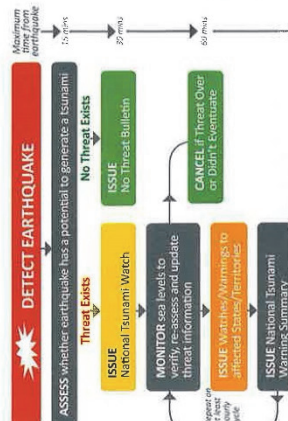 Maximum
time from
earthquake
DETECT EARTHQUAKE
15 mins
ASSESS whether earthquake has a potential to generate a tsunami
Threat Exists
No Threat Exists
30 mins
ISSUE
National Tsunami Watch
ISSUE
No Threat Bulletin
60 mins
MONITOR sea levels to
verify, re-assess and update
threat information
CANCEL if Threat Over
or Didn't Eventuate
ISSUE Watches/Warnings to
affected States/Territories
ISSUE National Tsunami
Warning Summary